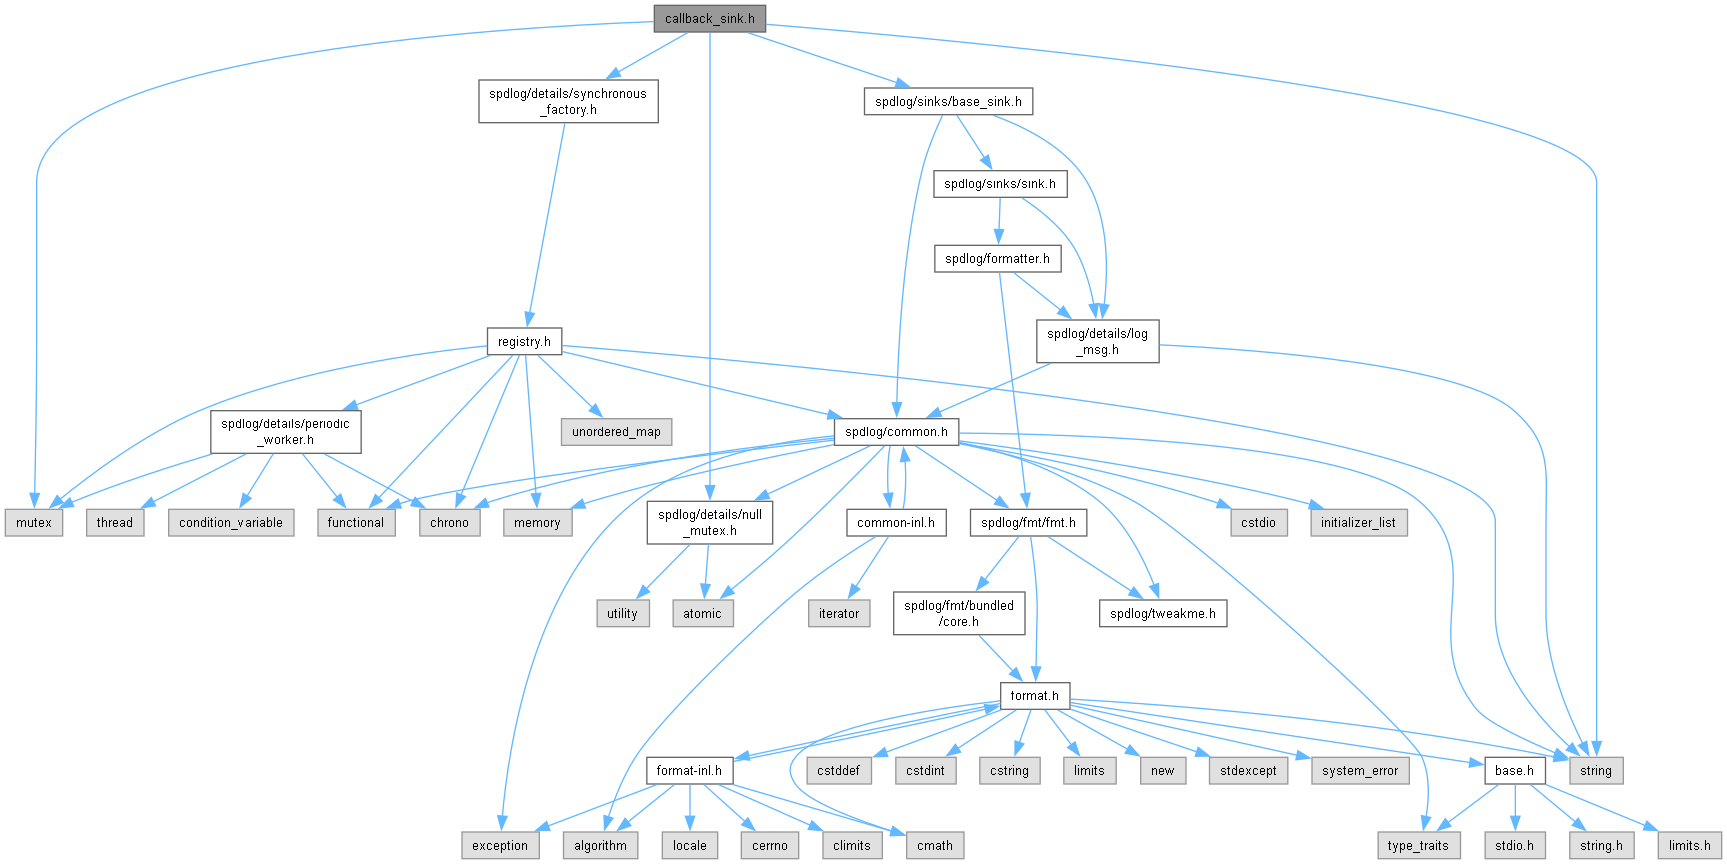 callback_sink.h
spdlog/details/synchronous
_factory.h
spdlog/sinks/base_sink.h
spdlog/sinks/sink.h
spdlog/formatter.h
spdlog/details/log
_msg.h
registry.h
spdlog/details/periodic
_worker.h
unordered_map
spdlog/common.h
mutex
thread
condition_variable
functional
chrono
memory
spdlog/details/null
_mutex.h
common-inl.h
spdlog/fmt/fmt.h
cstdio
initializer_list
utility
atomic
iterator
spdlog/fmt/bundled
/core.h
spdlog/tweakme.h
format.h
format-inl.h
cstddef
cstdint
cstring
limits
new
stdexcept
system_error
base.h
string
exception
algorithm
locale
cerrno
climits
cmath
type_traits
stdio.h
string.h
limits.h